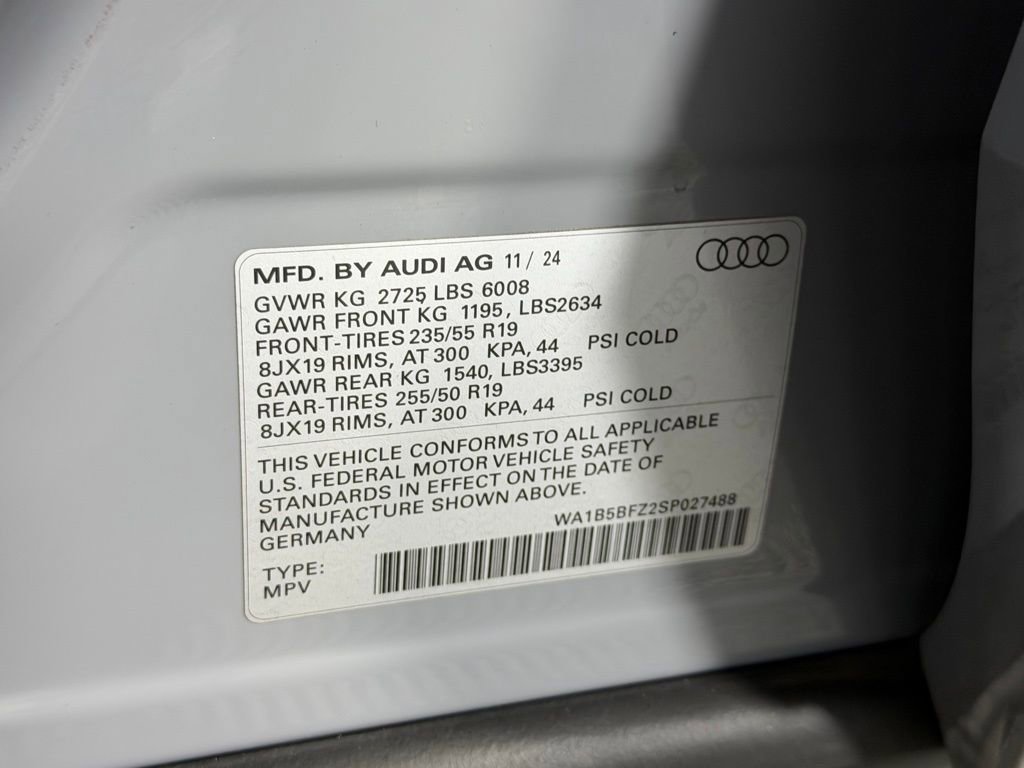 MFD. BY AUDI AG 11/ 24
GVWR KG 2725 LBS 6008
GAWR FRONT KG 1195, LBS2634
FRONT-TIRES 235/55 R19
8JX19 RIMS, AT 300 KPA, 44 PSI COLD
GAWR REAR KG 1540, LBS3395
REAR-TIRES 255/50 R19
8JX19 RIMS, AT 300 KPA, 44 PSI COLD
THIS VEHICLE CONFORMS TO ALL APPLICABLE
U.S. FEDERAL MOTOR VEHICLE SAFETY
STANDARDS IN EFFECT ON THE DATE OF
MANUFACTURE SHOWN ABOVE.
GERMANY
WA1B5BFZ2SP027488
TYPE:
MPV